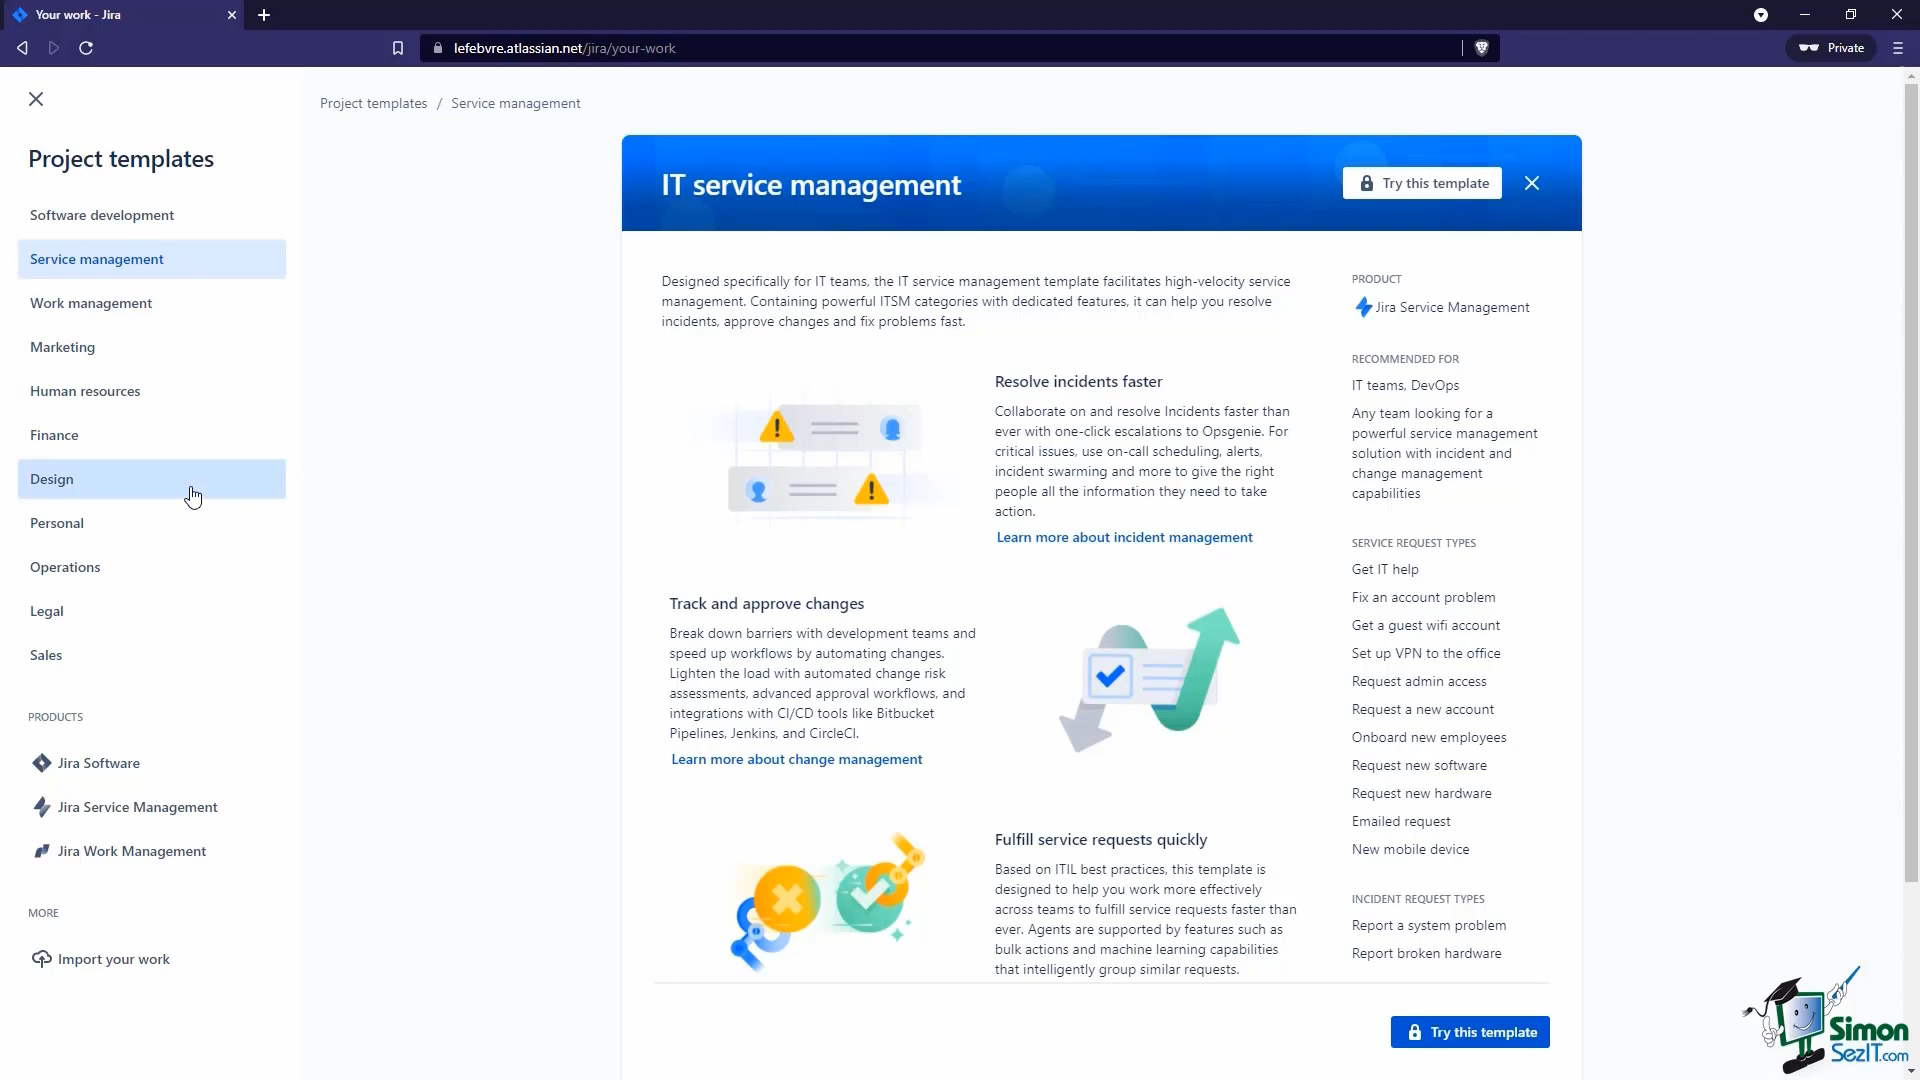 Your work - Jira
lefebvre.atlassian.net/jira/your-work
Private
Project templates
Software development
Service management
Work management
Marketing
Human resources
Finance
Design
Personal
Operations
Legal
Sales
PRODUCTS
Jira Software
Jira Service Management
Jira Work Management
MORE
Import your work
Project templates / Service management
IT service management
Try this template
Designed specifically for IT teams, the IT service management template facilitates high-velocity service
management. Containing powerful ITSM categories with dedicated features, it can help you resolve
incidents, approve changes and fix problems fast.
Resolve incidents faster
Collaborate on and resolve Incidents faster than
ever with one-click escalations to Opsgenie. For
critical issues, use on-call scheduling, alerts,
incident swarming and more to give the right
people all the information they need to take
action.
Learn more about incident management
Track and approve changes
Break down barriers with development teams and
speed up workflows by automating changes.
Lighten the load with automated change risk
assessments, advanced approval workflows, and
integrations with CI/CD tools like Bitbucket
Pipelines, Jenkins, and CircleCI.
Learn more about change management
Fulfill service requests quickly
Based on ITIL best practices, this template is
designed to help you work more effectively
across teams to fulfill service requests faster than
ever. Agents are supported by features such as
bulk actions and machine learning capabilities
that intelligently group similar requests.
PRODUCT
Jira Service Management
RECOMMENDED FOR
IT teams, DevOps
Any team looking for a
powerful service management
solution with incident and
change management
capabilities
SERVICE REQUEST TYPES
Get IT help
Fix an account problem
Get a guest wifi account
Set up VPN to the office
Request admin access
Request a new account
Onboard new employees
Request new software
Request new hardware
Emailed request
New mobile device
INCIDENT REQUEST TYPES
Report a system problem
Report broken hardware
Try this template
Simon
SezIT.com